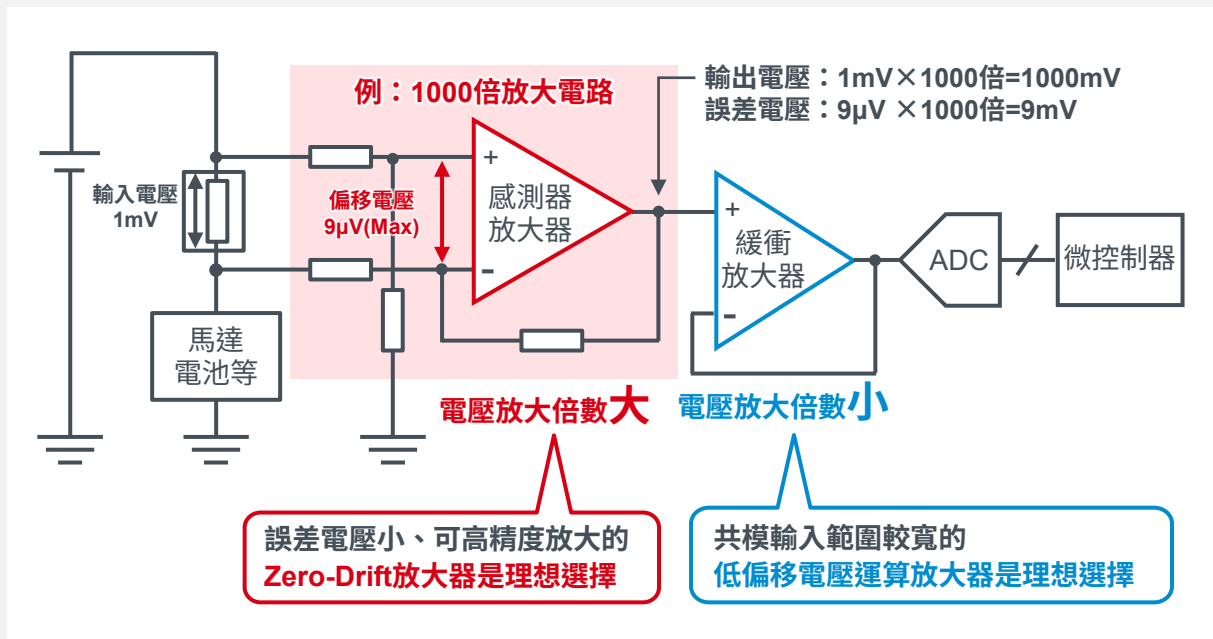 例：1000倍放大電路
輸出電壓：1mV×1000倍=1000mV
誤差電壓：9μV ×1000倍=9mV
輸入電壓
1mV
偏移電壓
9μV(Max)
+
感測器
放大器
-
+
緩衝
放大器
-
ADC
微控制器
馬達
電池等
電壓放大倍數大
電壓放大倍數小
誤差電壓小、可高精度放大的
Zero-Drift放大器是理想選擇
共模輸入範圍較寬的
低偏移電壓運算放大器是理想選擇